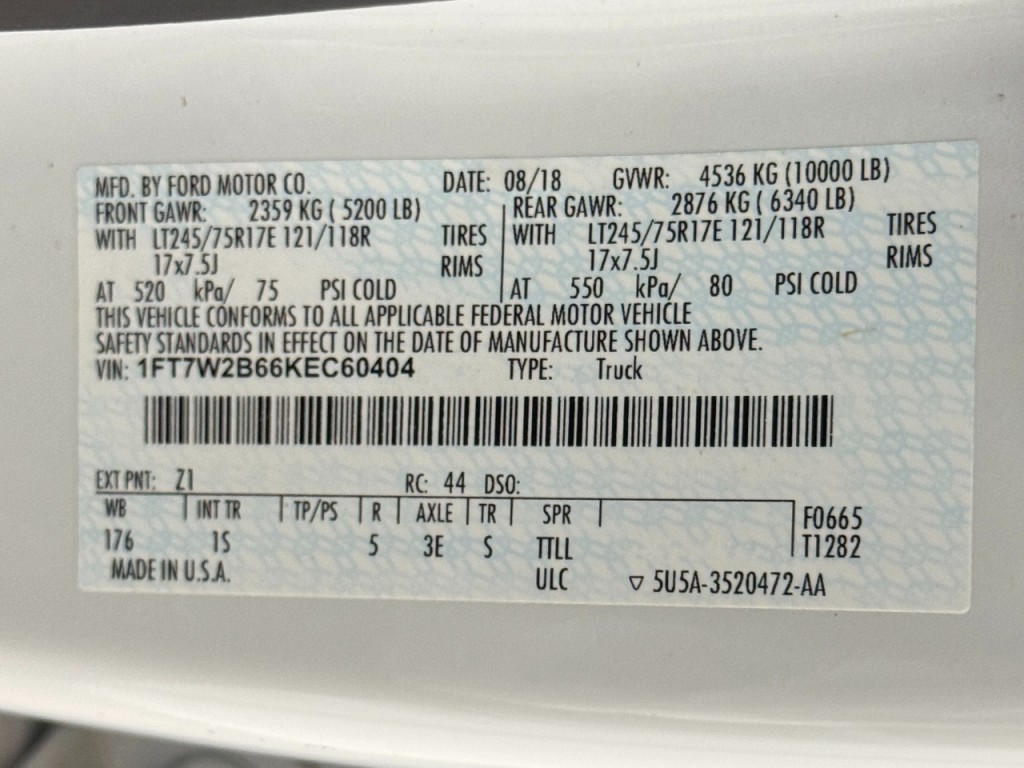 MFD. BY FORD MOTOR CO. DATE: 08/18 GVWR: 4536 KG (10000 LB)
FRONT GAWR: 2359 KG ( 5200 LB) REAR GAWR: 2876 KG ( 6340 LB)
WITH LT245/75R17E 121/118R TIRES WITH LT245/75R17E 121/118R TIRES
17x7.5J RIMS 17x7.5J RIMS
AT 520 kPa/ 75 PSI COLD AT 550 kPa/ 80 PSI COLD
THIS VEHICLE CONFORMS TO ALL APPLICABLE FEDERAL MOTOR VEHICLE
SAFETY STANDARDS IN EFFECT ON THE DATE OF MANUFACTURE SHOWN ABOVE.
VIN: 1FT7W2B66KEC60404 TYPE: Truck
EXT PNT: Z1 RC: 44 DSO:
WB INT TR TP/PS R AXLE TR SPR F0665
176 1S 5 3E S TTLL T1282
MADE IN U.S.A. ULC ▽ 5U5A-3520472-AA